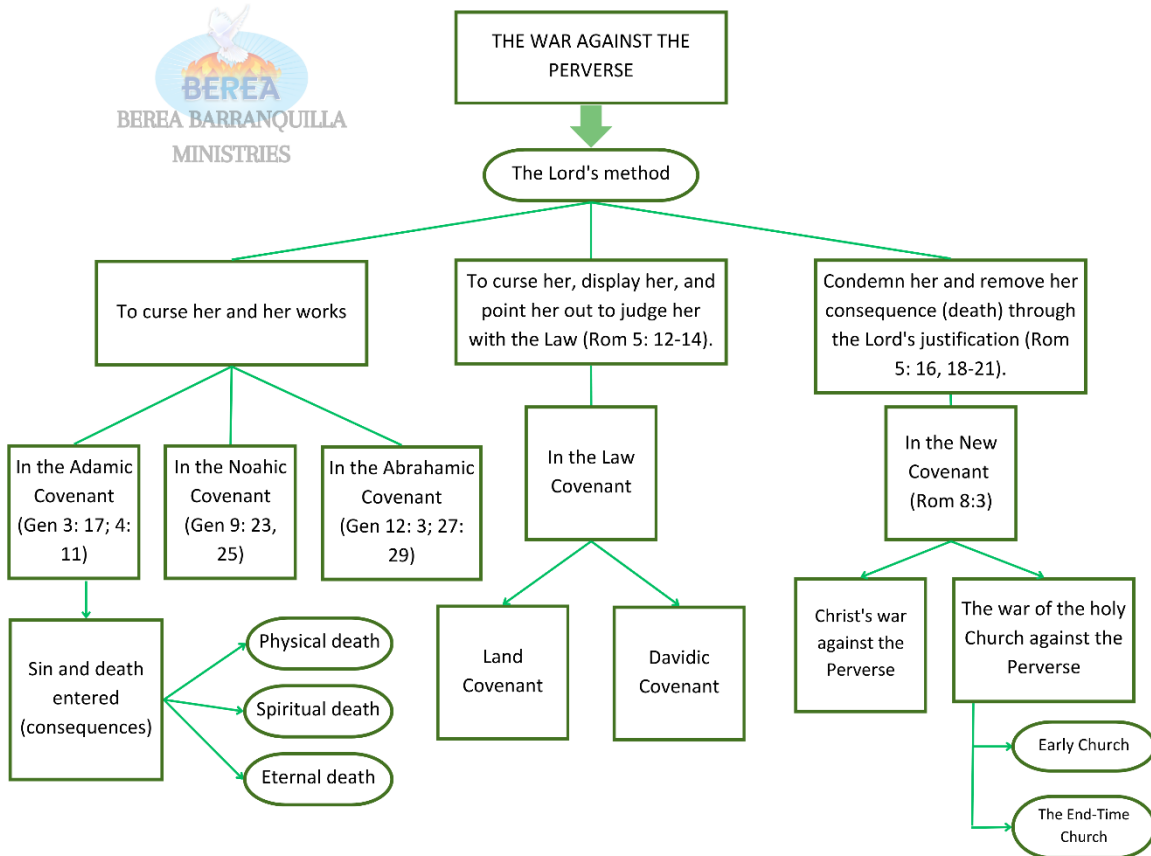 BEREA
BEREA BARRANQUILLA
MINISTRIES
THE WAR AGAINST THE
PERVERSE
The Lord's method
To curse her and her works
To curse her, display her, and
point her out to judge her
with the Law (Rom 5: 12-14).
Condemn her and remove her
consequence (death) through
the Lord's justification (Rom
5: 16, 18-21).
In the Adamic
Covenant
(Gen 3: 17; 4:
11)
In the Noahic
Covenant
(Gen 9: 23,
25)
In the Abrahamic
Covenant
(Gen 12: 3; 27:
29)
In the Law
Covenant
In the New
Covenant
(Rom 8:3)
Sin and death
entered
(consequences)
Physical death
Spiritual death
Eternal death
Land
Covenant
Davidic
Covenant
Christ's war
against the
Perverse
The war of the holy
Church against the
Perverse
Early Church
The End-Time
Church